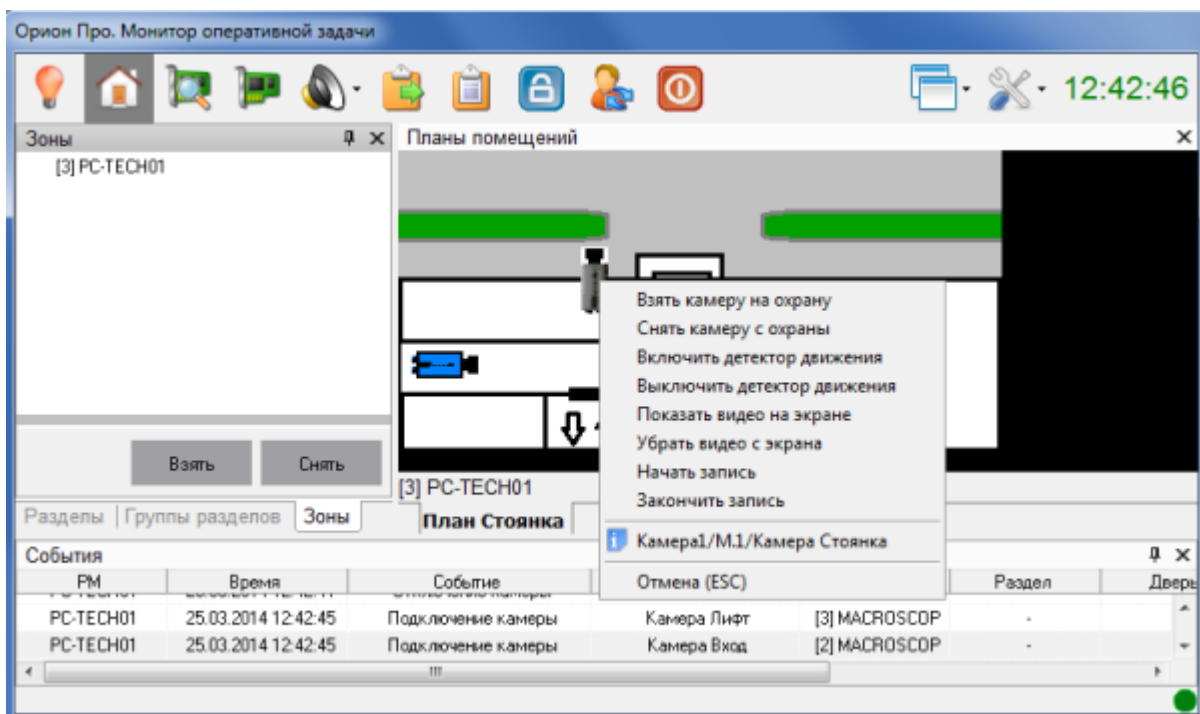 Орион Про. Монитор оперативной задачи
12:42:46
Зоны
[3] PC-TECH01
Взять Снять
Разделы Группы разделов Зоны
Планы помещений
[3] PC-TECH01
План Стоянка
Взять камеру на охрану
Снять камеру с охраны
Включить детектор движения
Выключить детектор движения
Показать видео на экране
Убрать видео с экрана
Начать запись
Закончить запись
Камера1/М.1/Камера Стоянка
Отмена (ESC)
События
РМ Время Событие Раздел Дверь
PC-TECH01 25.03.2014 12:42:45 Подключение камеры Камера Лифт [3] MACROSCOP -
PC-TECH01 25.03.2014 12:42:45 Подключение камеры Камера Вход [2] MACROSCOP -